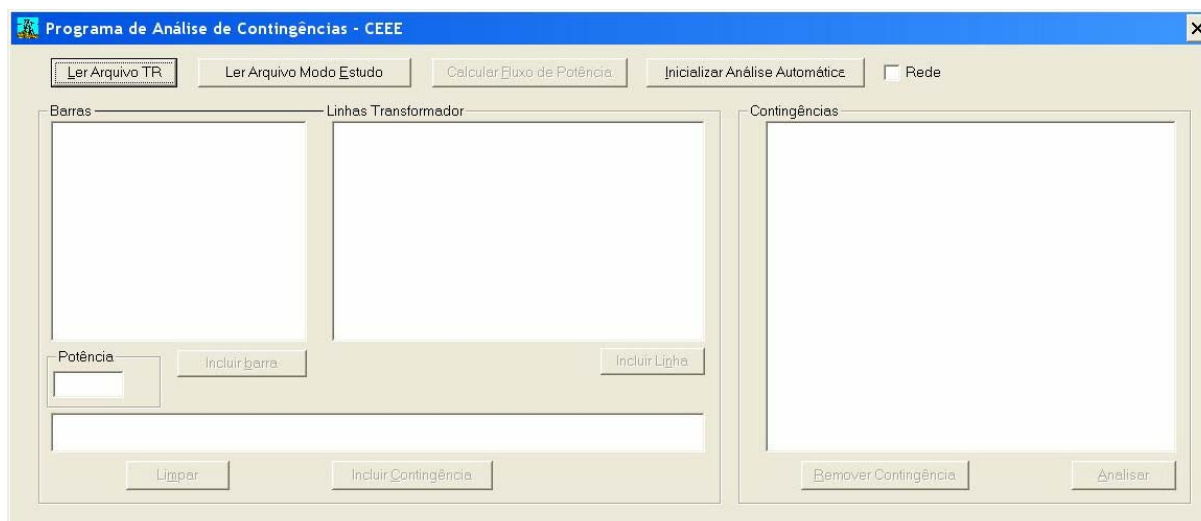 Programa de Análise de Contingências - CEEE
Ler Arquivo TR
Ler Arquivo Modo Estudo
Calcular Fluxo de Potência
Inicializar Análise Automática
Rede
Barras
Linhas Transformador
Contingências
Potência
Incluir barra
Incluir Linha
Limpar
Incluir Contingência
Remover Contingência
Analisar